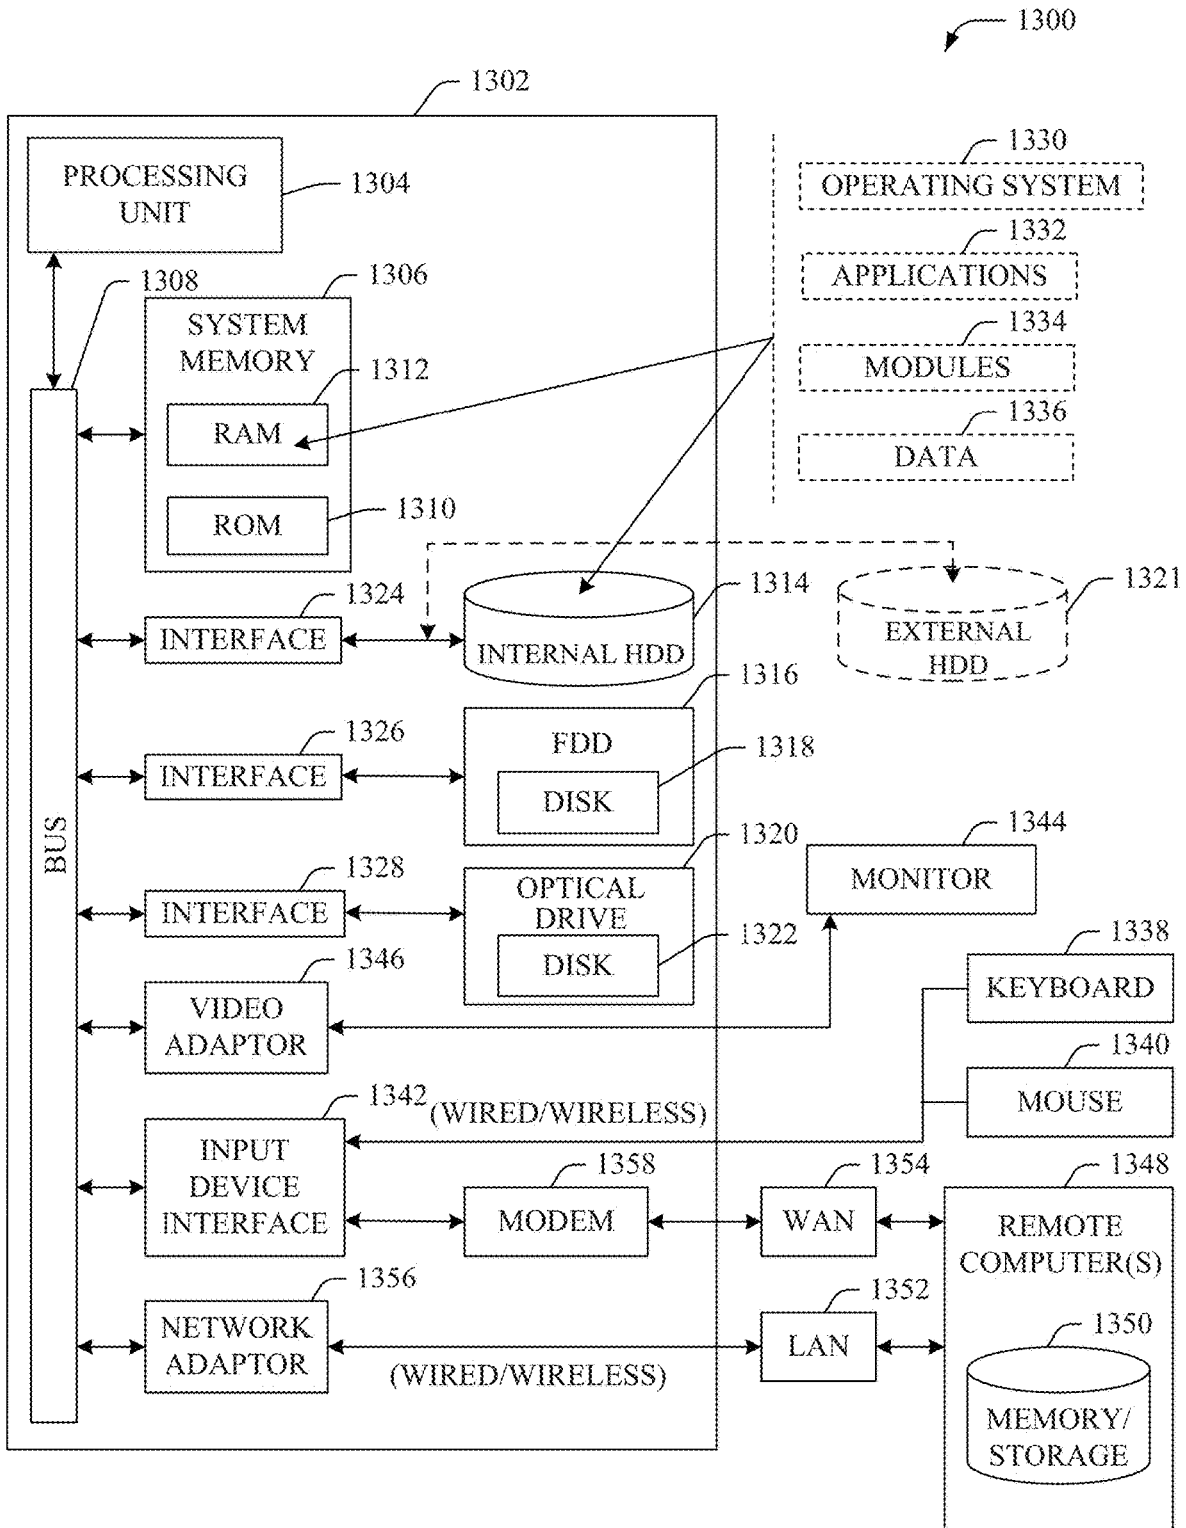 1300
1302
PROCESSING
UNIT
1304
1330
OPERATING SYSTEM
1332
APPLICATIONS
1334
MODULES
1336
DATA
1308
1306
SYSTEM
MEMORY
1312
RAM
1310
ROM
1324
INTERFACE
1314
INTERNAL HDD
1321
EXTERNAL
HDD
1316
FDD
1326
INTERFACE
1318
DISK
BUS
1320
OPTICAL
DRIVE
1328
INTERFACE
1322
DISK
1344
MONITOR
1346
VIDEO
ADAPTOR
1338
KEYBOARD
1340
MOUSE
1342
(WIRED/WIRELESS)
INPUT
DEVICE
INTERFACE
1358
MODEM
1354
WAN
1348
REMOTE
COMPUTER(S)
1356
NETWORK
ADAPTOR
(WIRED/WIRELESS)
1352
LAN
1350
MEMORY/
STORAGE